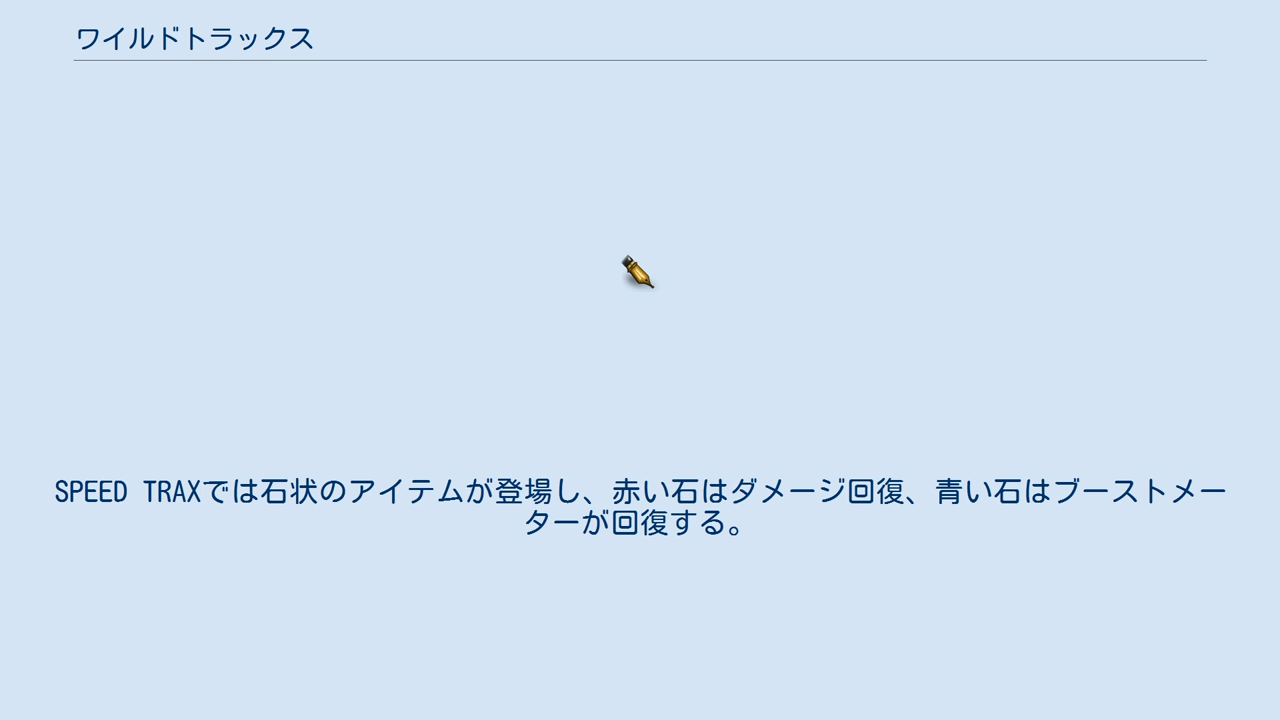 ワイルドトラックス
SPEED TRAXでは石状のアイテムが登場し、赤い石はダメージ回復、青い石はブーストメー
ターが回復する。